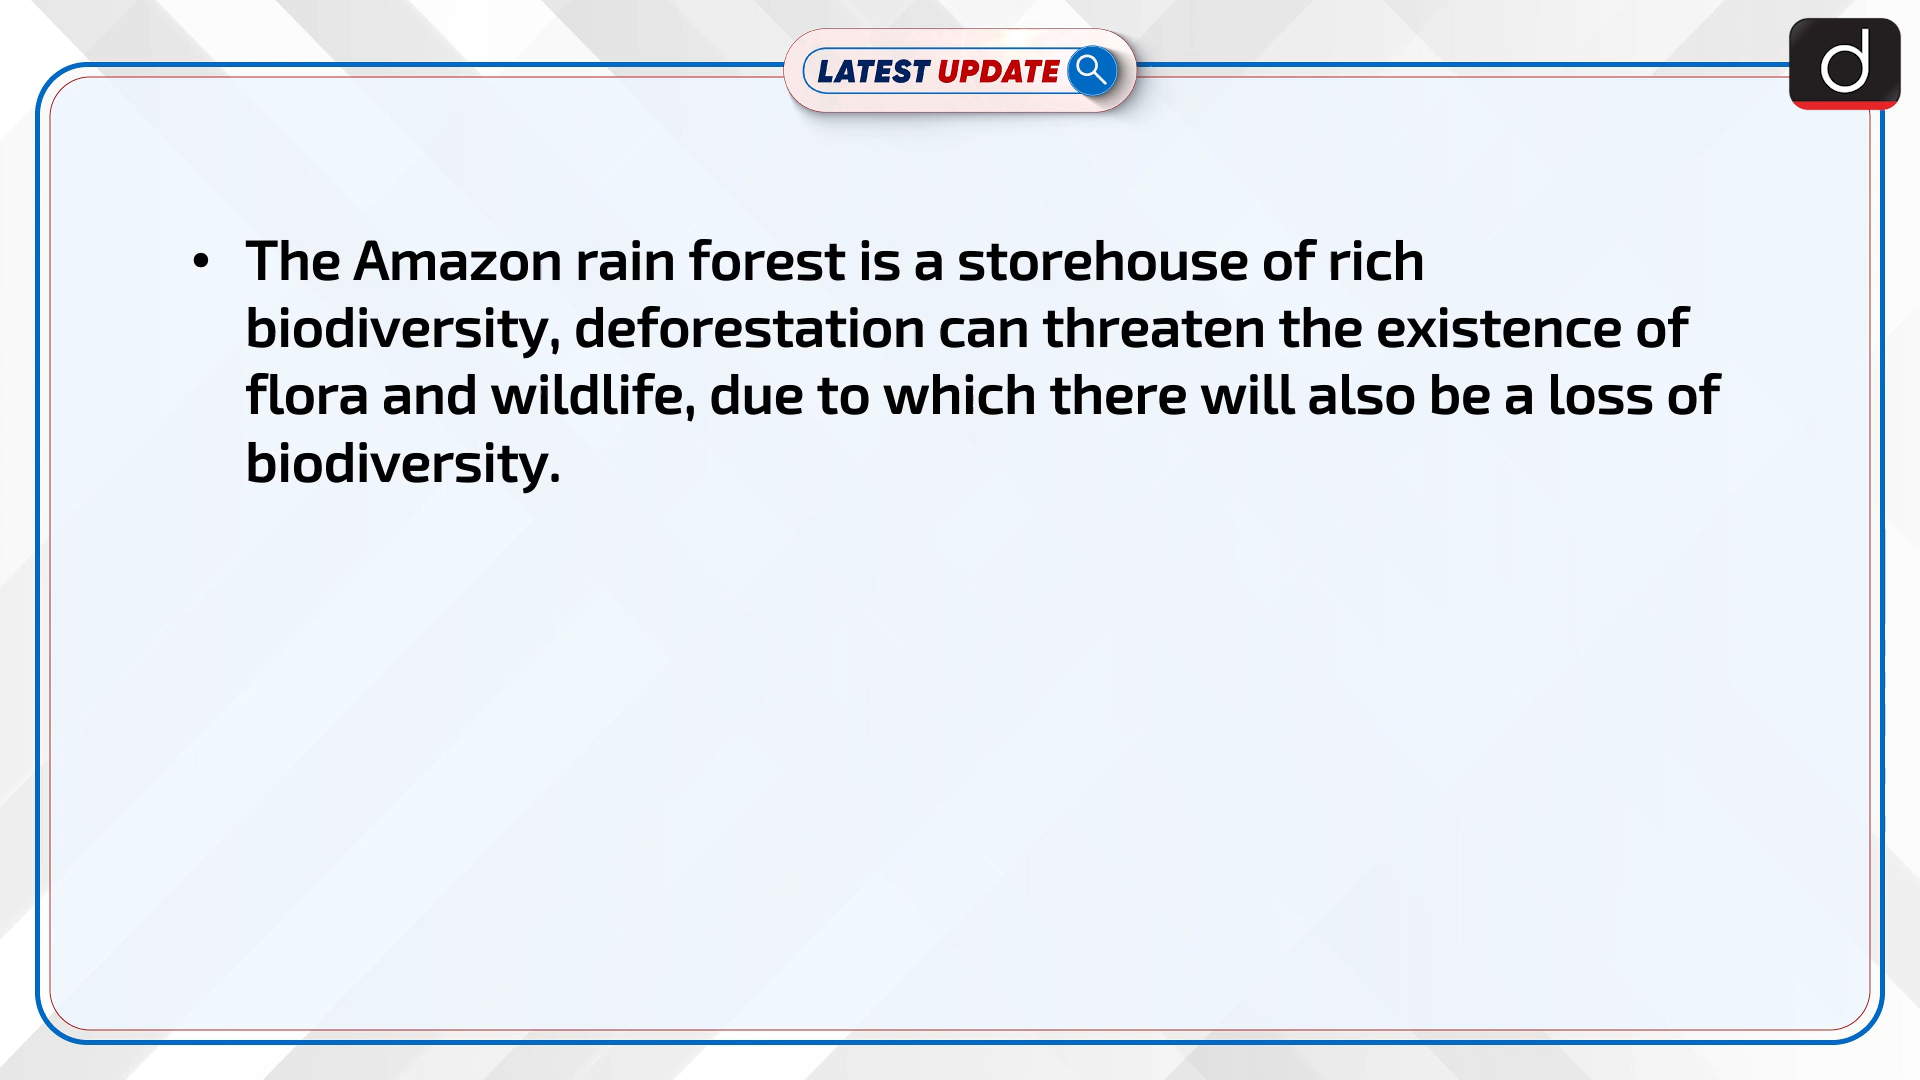 LATEST UPDATE
d
• The Amazon rain forest is a storehouse of rich
biodiversity, deforestation can threaten the existence of
flora and wildlife, due to which there will also be a loss of
biodiversity.